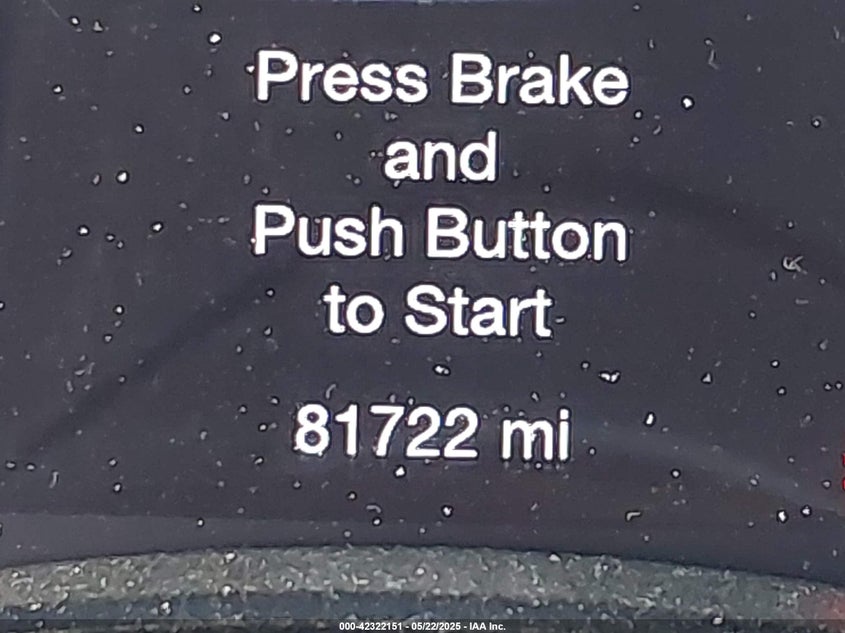 Press Brake
and
Push Button
to Start
81722 mi
000-42322151 - 05/22/2025 - IAA Inc.